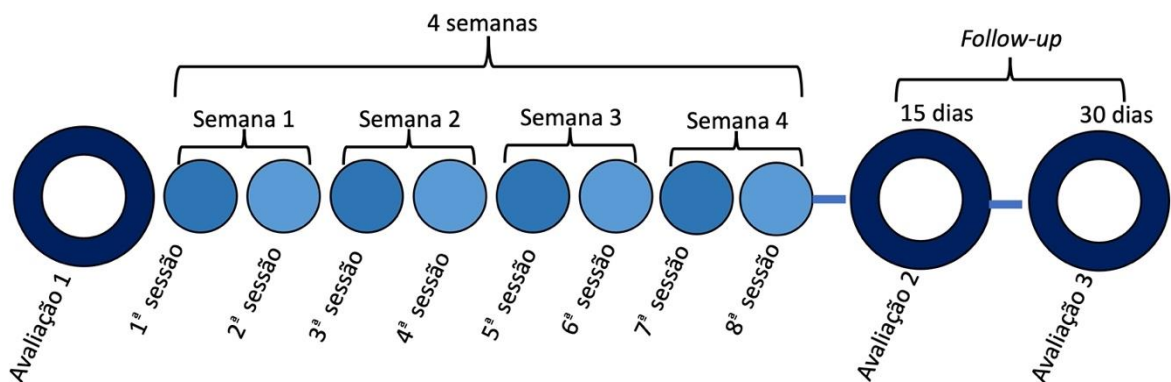 4 semanas
Follow-up
Semana 1
Semana 2
Semana 3
Semana 4
15 dias
30 dias
Avaliação 1
1ª sessão
2ª sessão
3ª sessão
4ª sessão
5ª sessão
6ª sessão
7ª sessão
8ª sessão
Avaliação 2
Avaliação 3